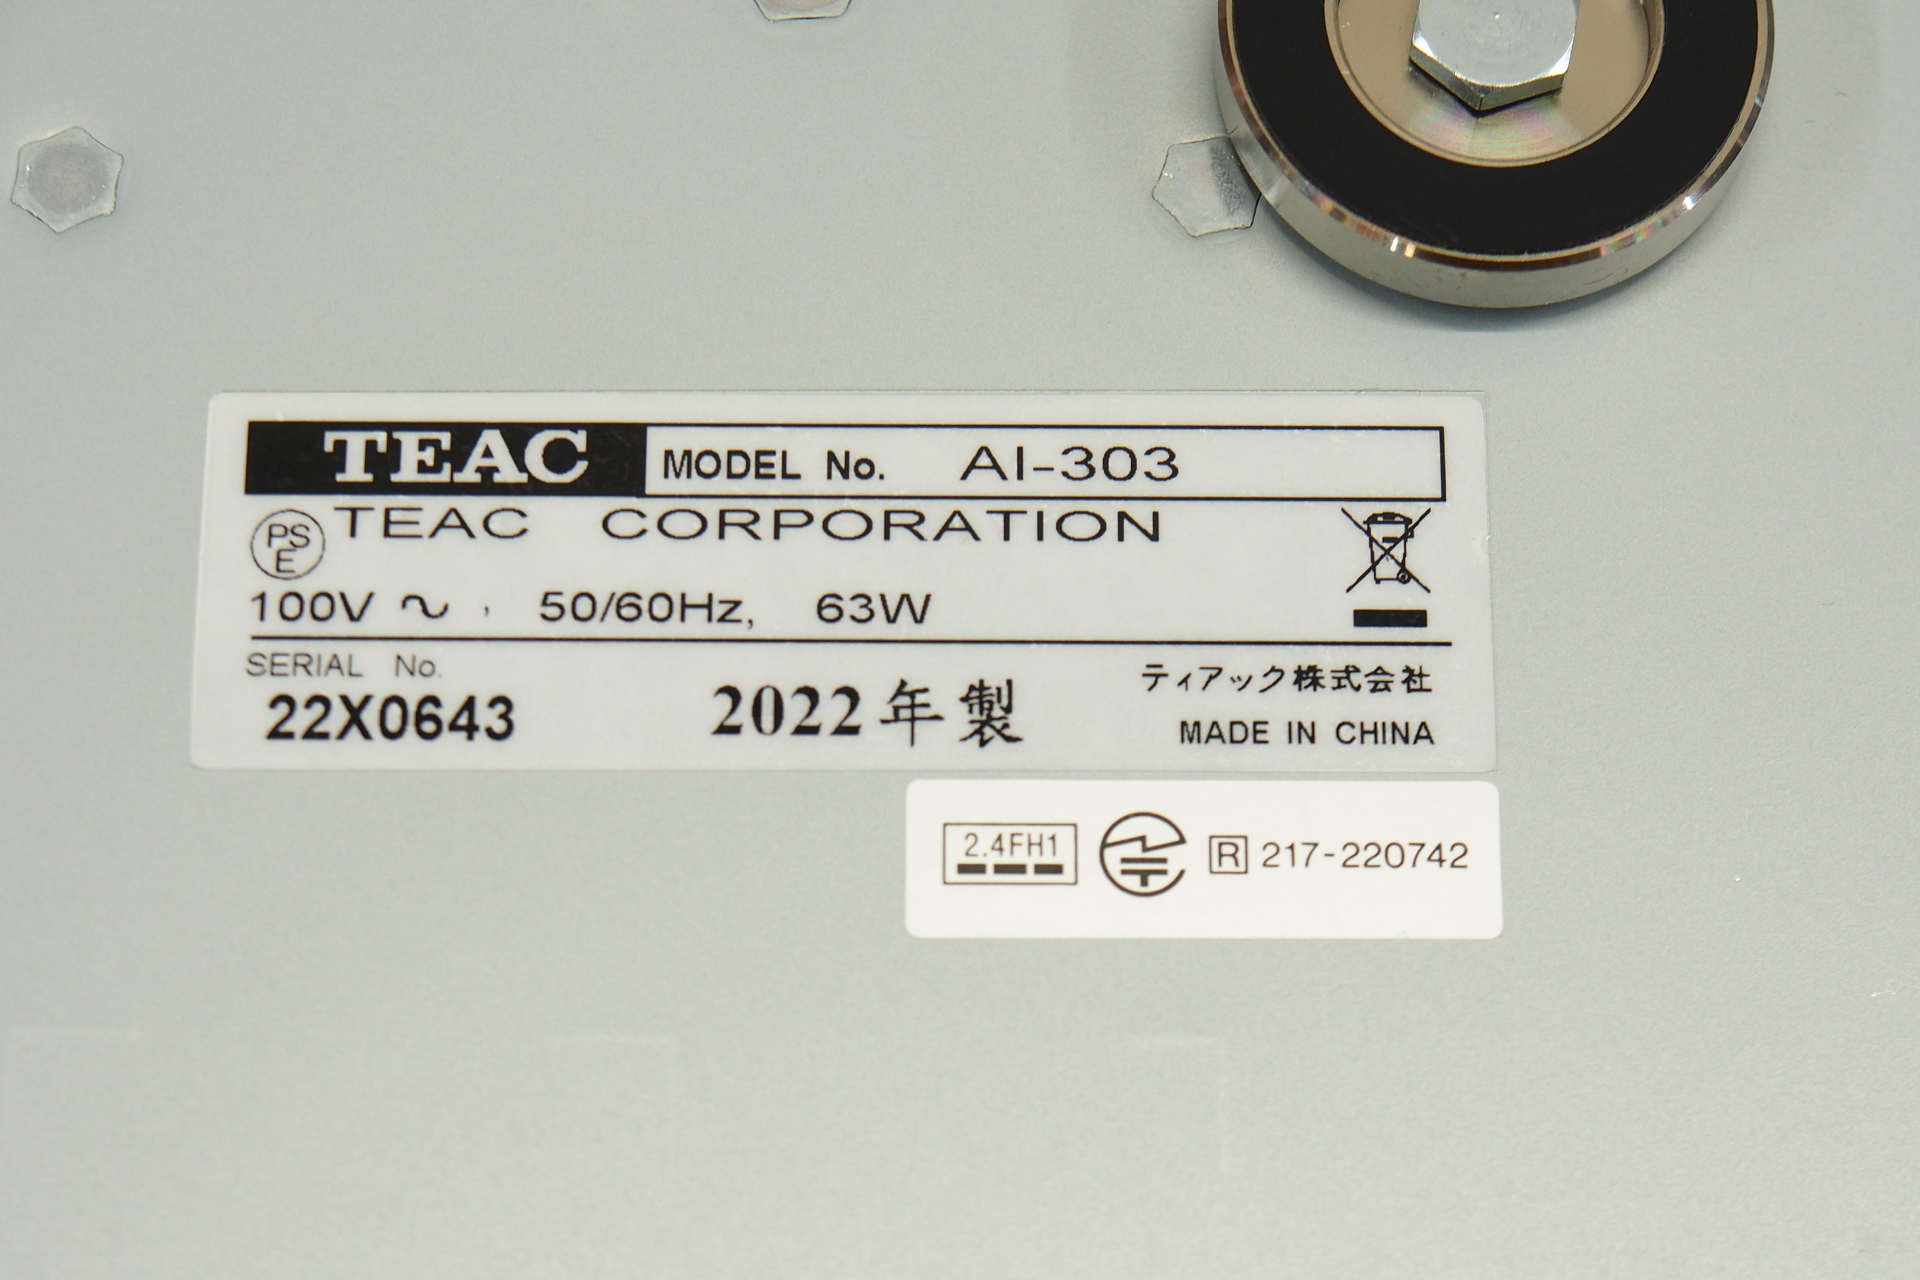 TEAC MODEL No. AI-303
PSE TEAC CORPORATION
100V ～, 50/60Hz, 63W
SERIAL No.
22X0643
2022年製
ティアック株式会社
MADE IN CHINA
2.4FH1 R 217-220742